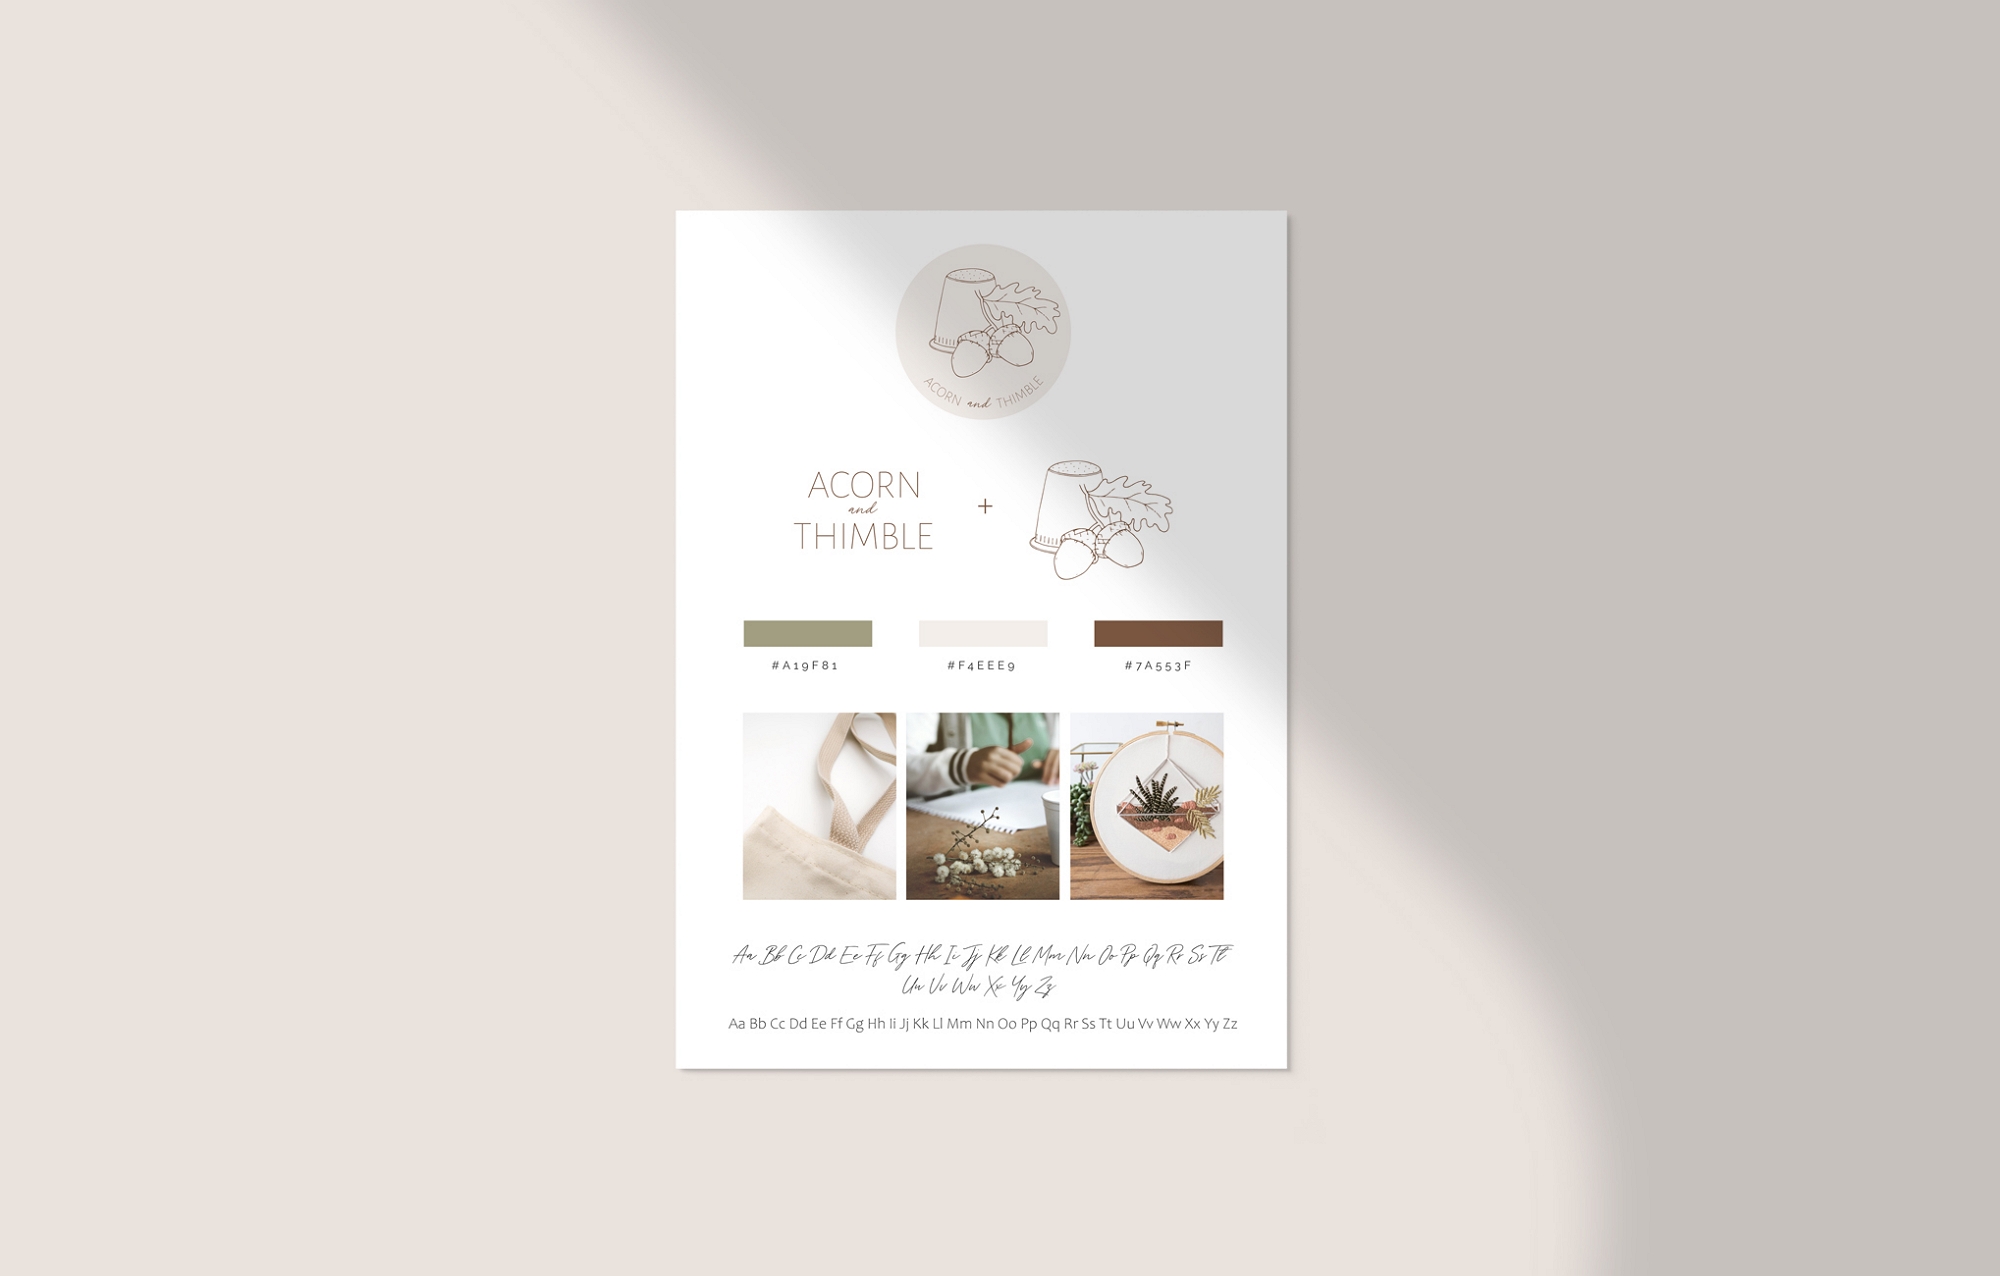 ACORN and THIMBLE
ACORN
and
THIMBLE
+
#A19F81
#F4EEE9
#7A553F
Aa Bb Cc Dd Ee Ff Gg Hh Ii Jj Kk Ll Mm Nn Oo Pp Qq Rr Ss Tt
Uu Vv Ww Xx Yy Zz
Aa Bb Cc Dd Ee Ff Gg Hh Ii Jj Kk Ll Mm Nn Oo Pp Qq Rr Ss Tt Uu Vv Ww Xx Yy Zz